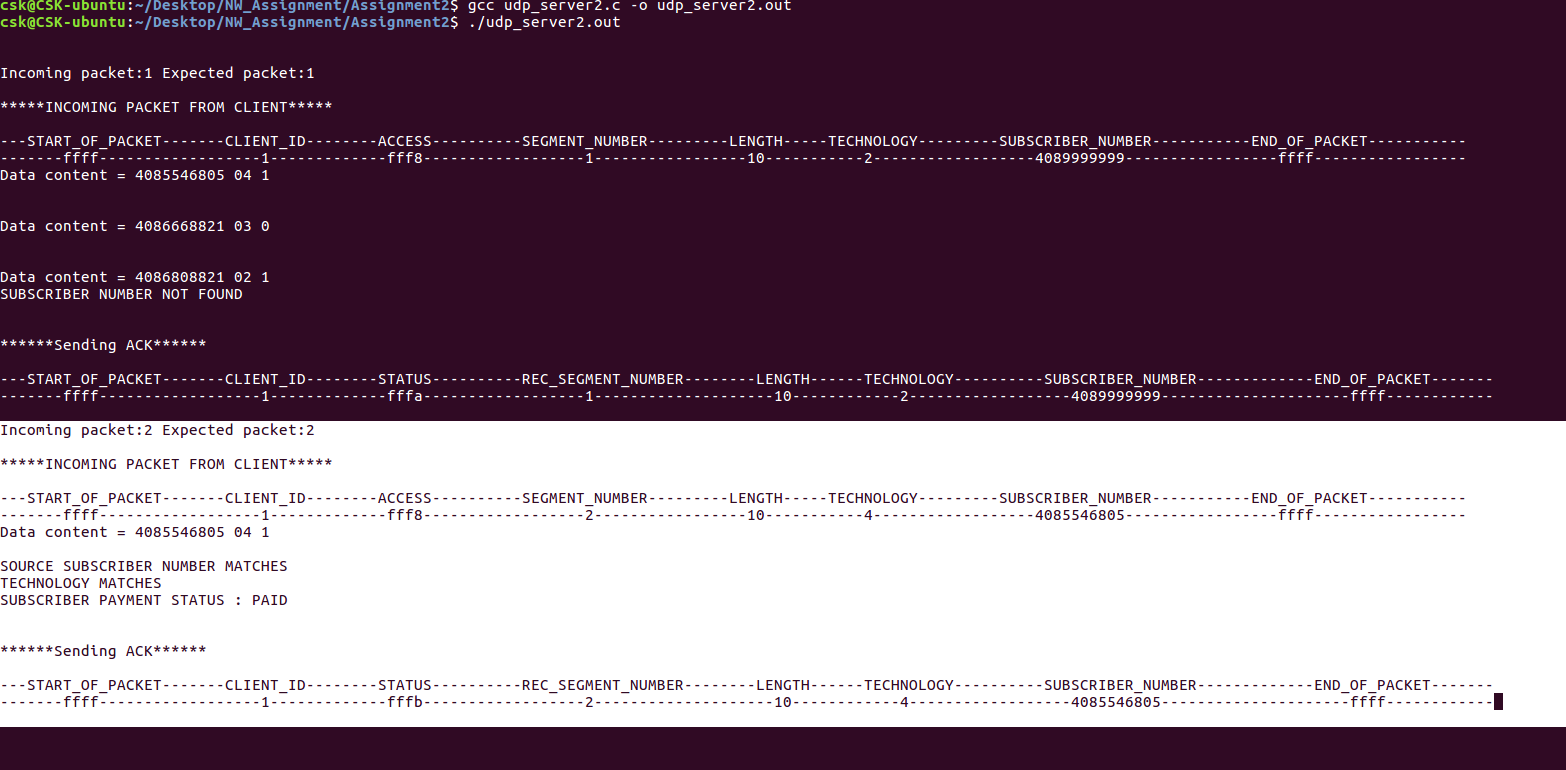 csk@CSK-ubuntu:~/Desktop/NW_Assignment/Assignment2$ gcc udp_server2.c -o udp_server2.out
csk@CSK-ubuntu:~/Desktop/NW_Assignment/Assignment2$ ./udp_server2.out
Incoming packet:1 Expected packet:1
*****INCOMING PACKET FROM CLIENT*****
---START_OF_PACKET-------CLIENT_ID--------ACCESS----------SEGMENT_NUMBER---------LENGTH-----TECHNOLOGY---------SUBSCRIBER_NUMBER-----------END_OF_PACKET-----------
-------ffff------------------1-------------fff8------------------1-----------------10-----------2------------------4089999999-----------------ffff-----------------
Data content = 4085546805 04 1
Data content = 4086668821 03 0
Data content = 4086808821 02 1
SUBSCRIBER NUMBER NOT FOUND
******Sending ACK******
---START_OF_PACKET-------CLIENT_ID--------STATUS----------REC_SEGMENT_NUMBER--------LENGTH------TECHNOLOGY----------SUBSCRIBER_NUMBER-------------END_OF_PACKET-------
-------ffff------------------1-------------fffa------------------1--------------------10------------2------------------4089999999---------------------ffff------------
Incoming packet:2 Expected packet:2
*****INCOMING PACKET FROM CLIENT*****
---START_OF_PACKET-------CLIENT_ID--------ACCESS----------SEGMENT_NUMBER---------LENGTH-----TECHNOLOGY---------SUBSCRIBER_NUMBER-----------END_OF_PACKET-----------
-------ffff------------------1-------------fff8------------------2-----------------10-----------4------------------4085546805-----------------ffff-----------------
Data content = 4085546805 04 1
SOURCE SUBSCRIBER NUMBER MATCHES
TECHNOLOGY MATCHES
SUBSCRIBER PAYMENT STATUS : PAID
******Sending ACK******
---START_OF_PACKET-------CLIENT_ID--------STATUS----------REC_SEGMENT_NUMBER--------LENGTH------TECHNOLOGY----------SUBSCRIBER_NUMBER-------------END_OF_PACKET-------
-------ffff------------------1-------------fffb------------------2--------------------10------------4------------------4085546805---------------------ffff------------